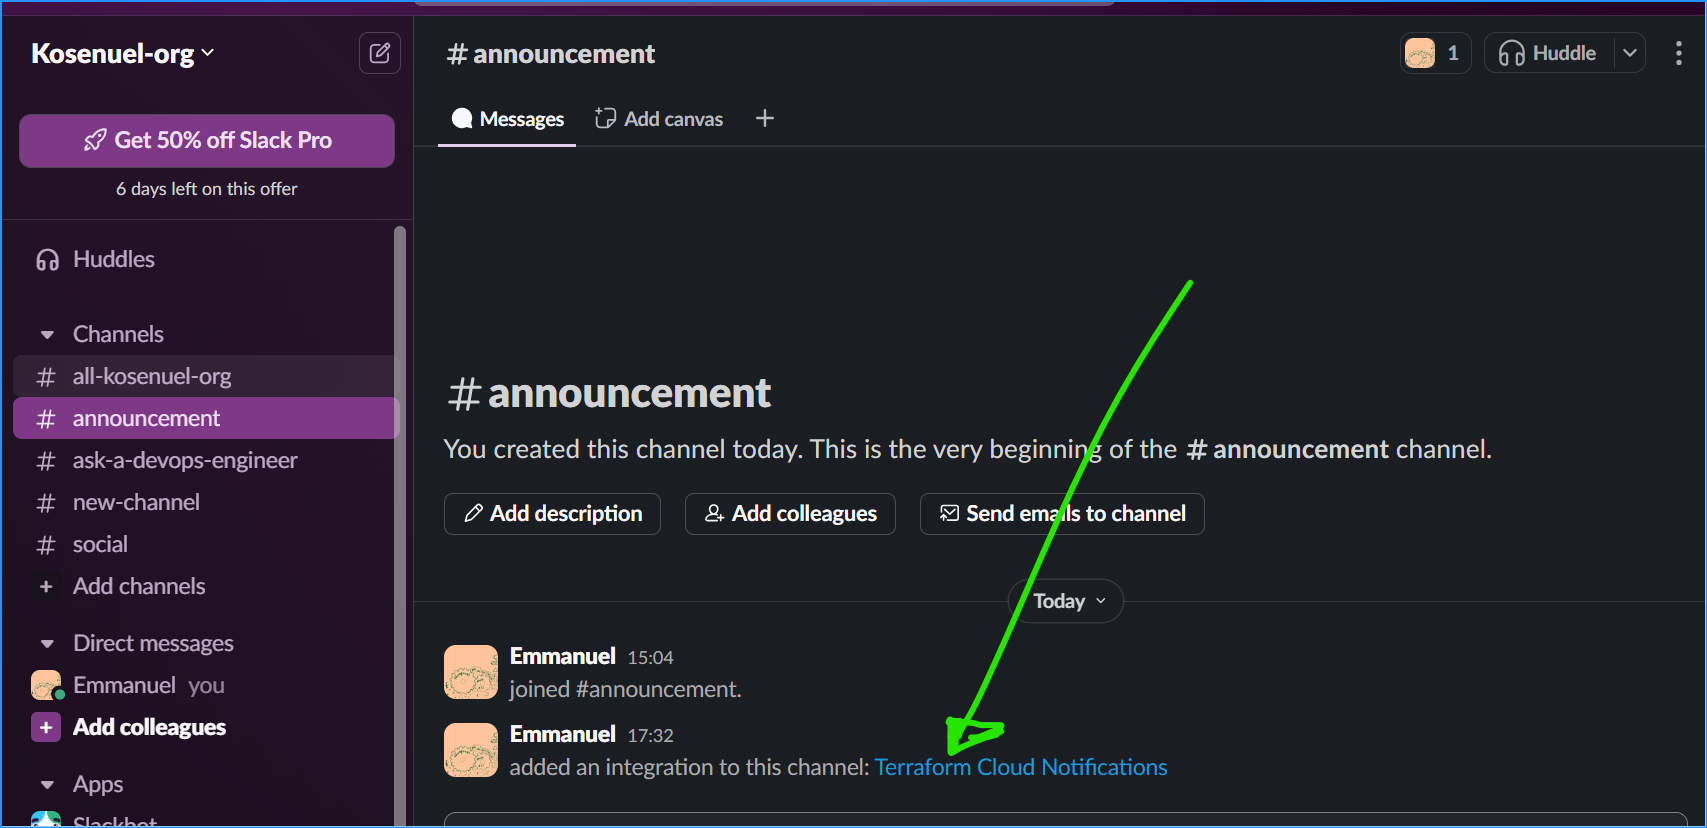 Kosenuel-org
Get 50% off Slack Pro
6 days left on this offer
Huddles
Channels
# all-kosenuel-org
# announcement
# ask-a-devops-engineer
# new-channel
# social
+ Add channels
Direct messages
Emmanuel you
+ Add colleagues
Apps
Slackbot
# announcement
1
Huddle
Messages
Add canvas
+
# announcement
You created this channel today. This is the very beginning of the # announcement channel.
Add description
Add colleagues
Send emails to channel
Today
Emmanuel 15:04
joined #announcement.
Emmanuel 17:32
added an integration to this channel: Terraform Cloud Notifications